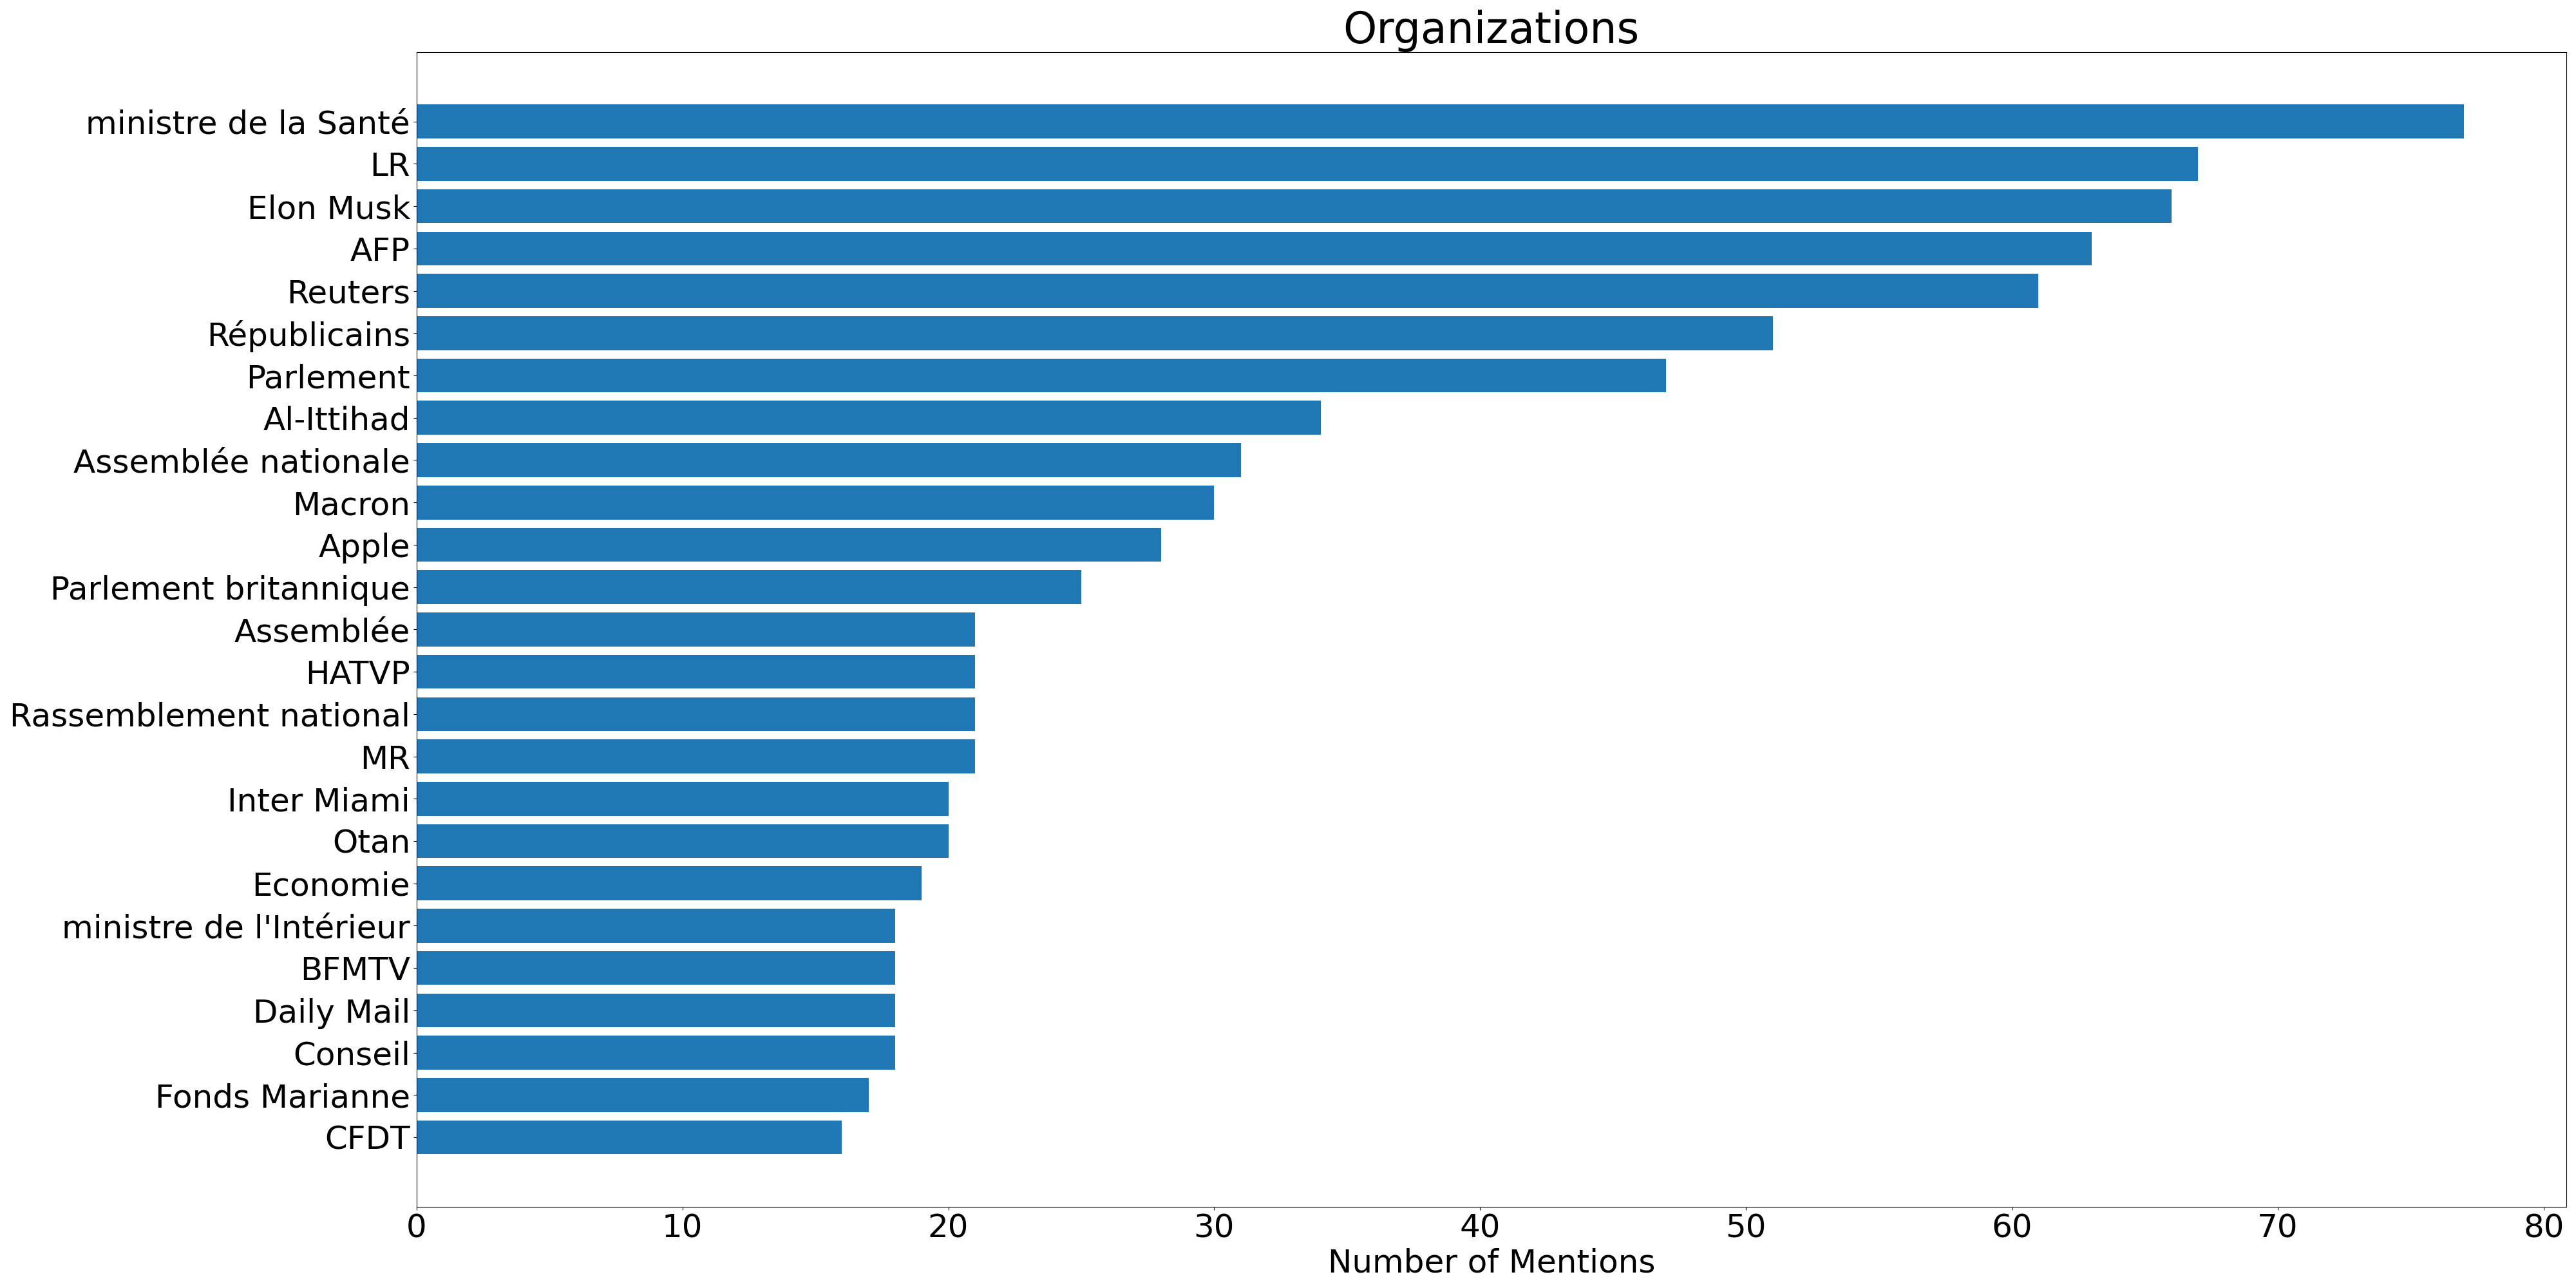 Organizations
ministre de la Santé
LR
Elon Musk
AFP
Reuters
Républicains
Parlement
Al-Ittihad
Assemblée nationale
Macron
Apple
Parlement britannique
Assemblée
HATVP
Rassemblement national
MR
Inter Miami
Otan
Economie
ministre de l'Intérieur
BFMTV
Daily Mail
Conseil
Fonds Marianne
CFDT
0 10 20 30 40 50 60 70 80
Number of Mentions